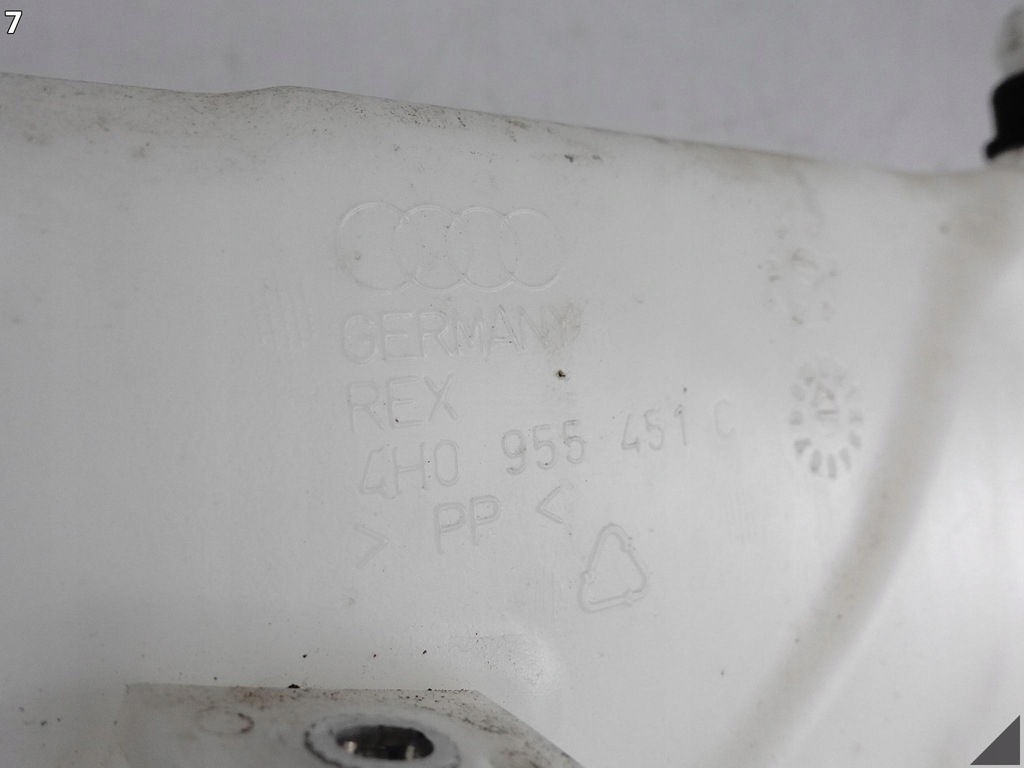 7
GERMANY
REX
4H0 955 451 C
> PP <